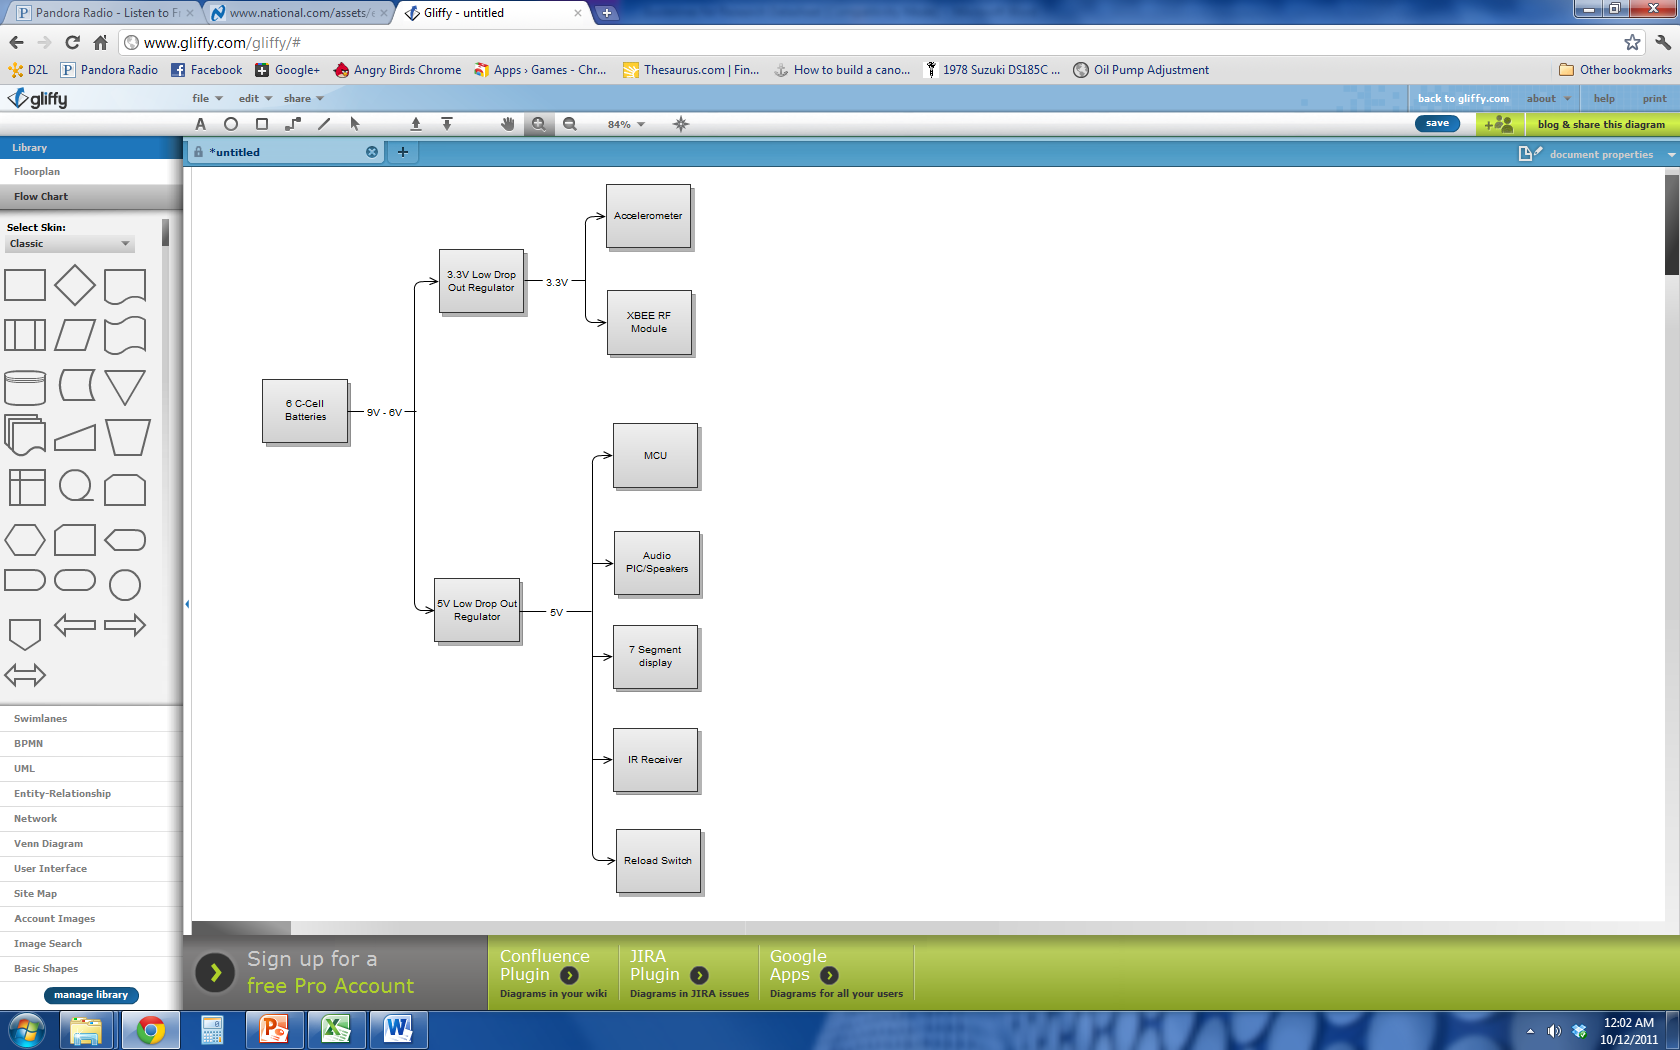 Pandora Radio - Listen to Fr
www.national.com/assets/e
Gliffy - untitled
www.gliffy.com/gliffy/#
D2L
Pandora Radio
Facebook
Google+
Angry Birds Chrome
Apps › Games - Chr...
Thesaurus.com | Fin...
How to build a cano...
1978 Suzuki DS185C ...
Oil Pump Adjustment
Other bookmarks
gliffy
file
edit
share
back to gliffy.com
about
help
print
A
84%
save
blog & share this diagram
Library
*untitled
document properties
Floorplan
Flow Chart
Select Skin:
Classic
Accelerometer
3.3V Low Drop
Out Regulator
3.3V
XBEE RF
Module
6 C-Cell
Batteries
9V - 6V
MCU
Audio
PIC/Speakers
5V Low Drop Out
Regulator
5V
7 Segment
display
IR Receiver
Reload Switch
Swimlanes
BPMN
UML
Entity-Relationship
Network
Venn Diagram
User Interface
Site Map
Account Images
Image Search
Basic Shapes
manage library
Sign up for a
free Pro Account
Confluence
Plugin
Diagrams in your wiki
JIRA
Plugin
Diagrams in JIRA issues
Google
Apps
Diagrams for all your users
12:02 AM
10/12/2011